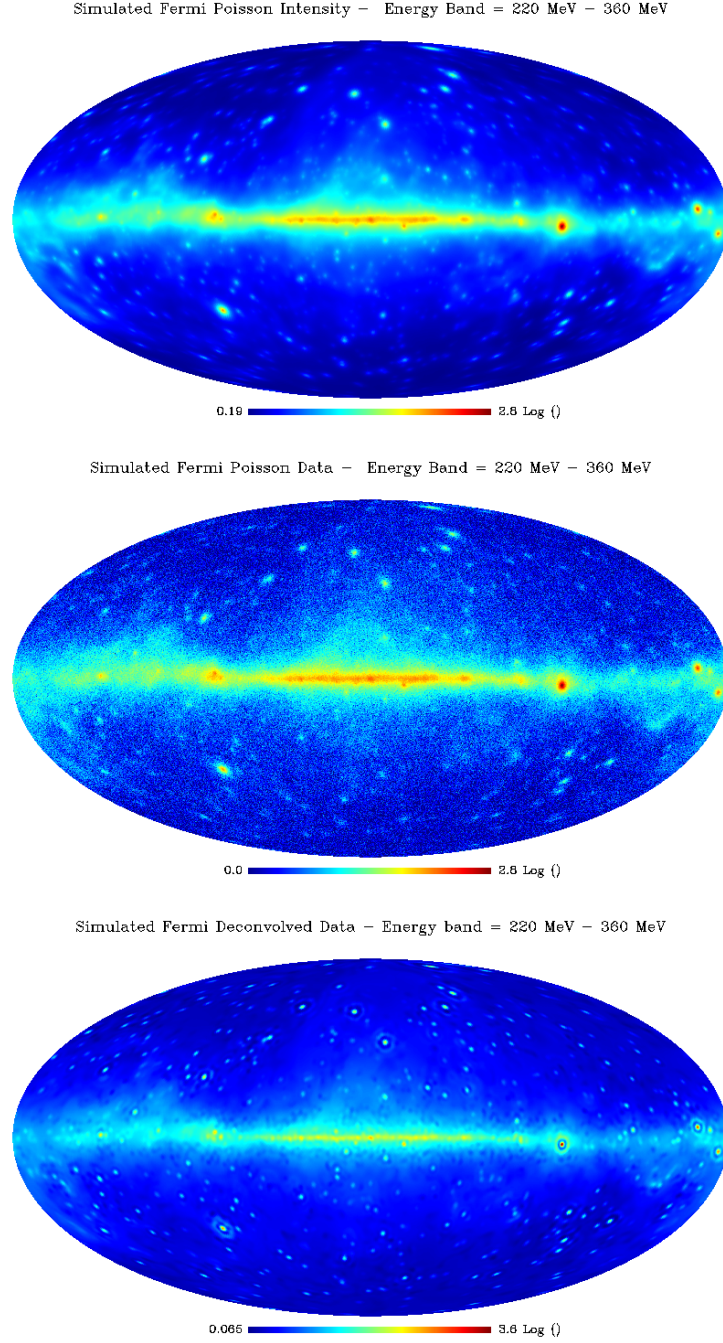 Simulated Fermi Poisson Intensity – Energy Band = 220 MeV – 360 MeV
0.19 2.8 Log ()
Simulated Fermi Poisson Data – Energy Band = 220 MeV – 360 MeV
0.0 2.8 Log ()
Simulated Fermi Deconvolved Data – Energy band = 220 MeV – 360 MeV
0.065 3.6 Log ()